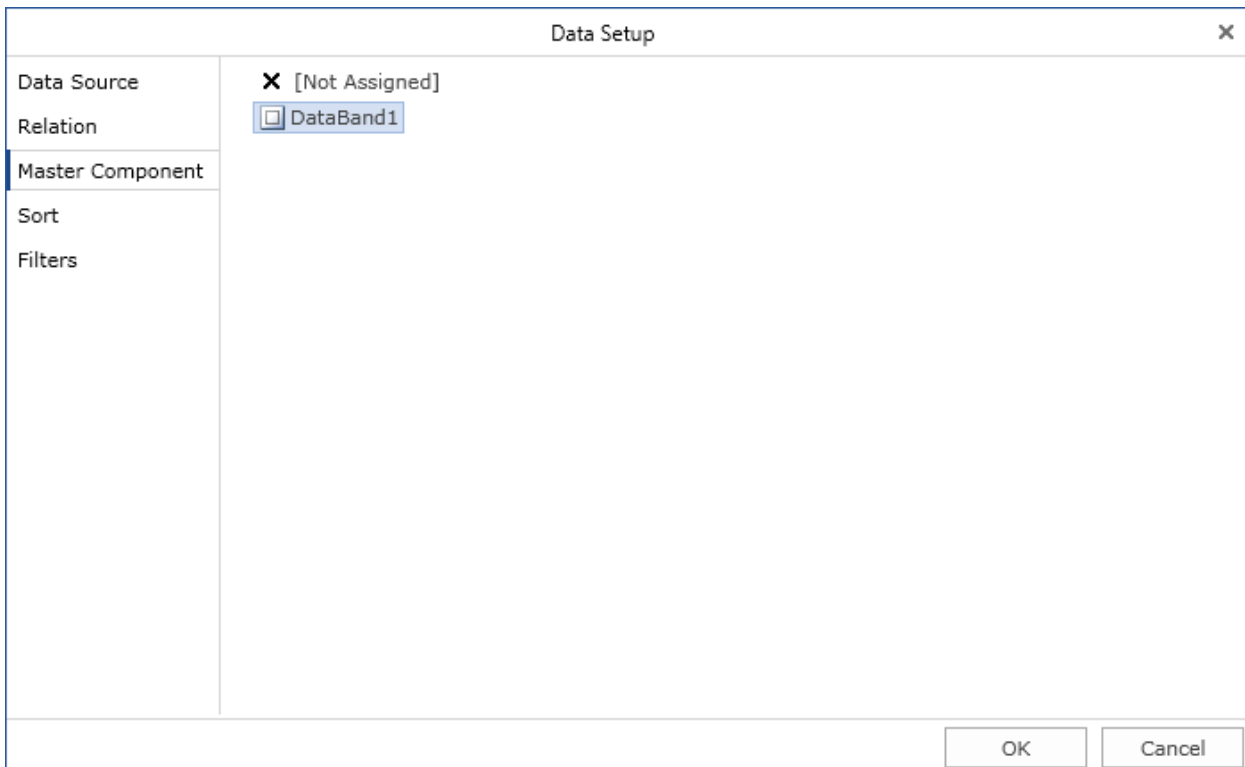 Data Setup
Data Source
Relation
Master Component
Sort
Filters
[Not Assigned]
DataBand1
OK
Cancel